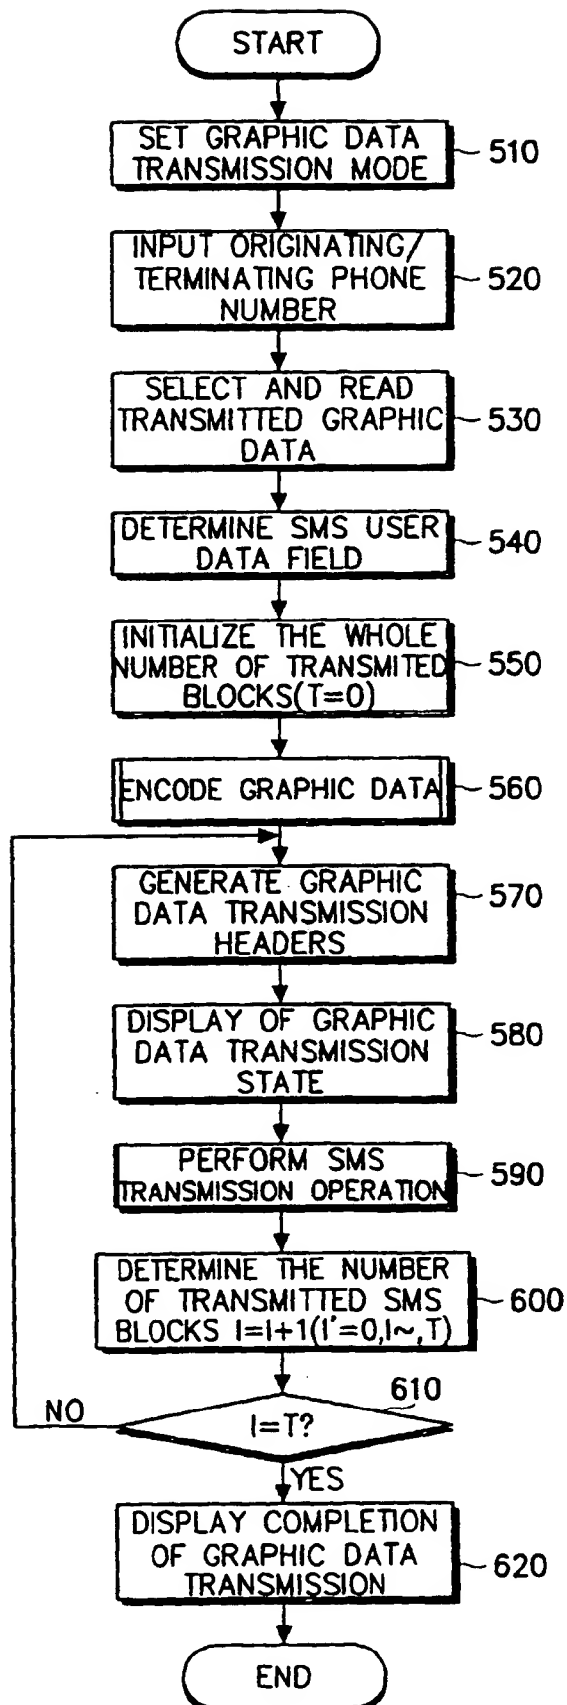 START
SET GRAPHIC DATA
TRANSMISSION MODE
510
INPUT ORIGINATING/
TERMINATING PHONE
NUMBER
520
SELECT AND READ
TRANSMITTED GRAPHIC
DATA
530
DETERMINE SMS USER
DATA FIELD
540
INITIALIZE THE WHOLE
NUMBER OF TRANSMITED
BLOCKS(T=0)
550
ENCODE GRAPHIC DATA
560
GENERATE GRAPHIC
DATA TRANSMISSION
HEADERS
570
DISPLAY OF GRAPHIC
DATA TRANSMISSION
STATE
580
PERFORM SMS
TRANSMISSION OPERATION
590
DETERMINE THE NUMBER
OF TRANSMITTED SMS
BLOCKS I=I+1(I'=0,I~,T)
600
610
I=T?
NO
YES
DISPLAY COMPLETION
OF GRAPHIC DATA
TRANSMISSION
620
END